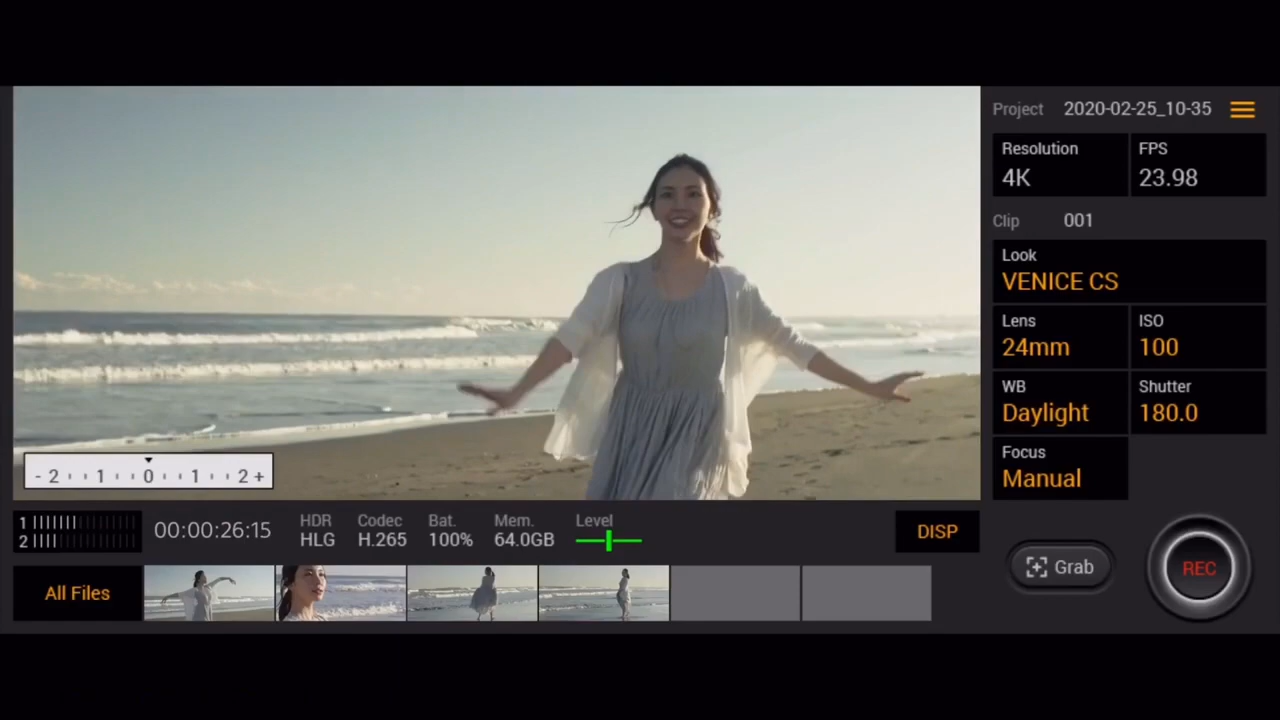 Project 2020-02-25_10-35
Resolution FPS
4K 23.98
Clip 001
Look
VENICE CS
Lens ISO
24mm 100
WB Shutter
Daylight 180.0
Focus
Manual
- 2 1 0 1 2 +
1
2
00:00:26:15
HDR Codec Bat. Mem. Level
HLG H.265 100% 64.0GB
DISP
Grab
REC
All Files